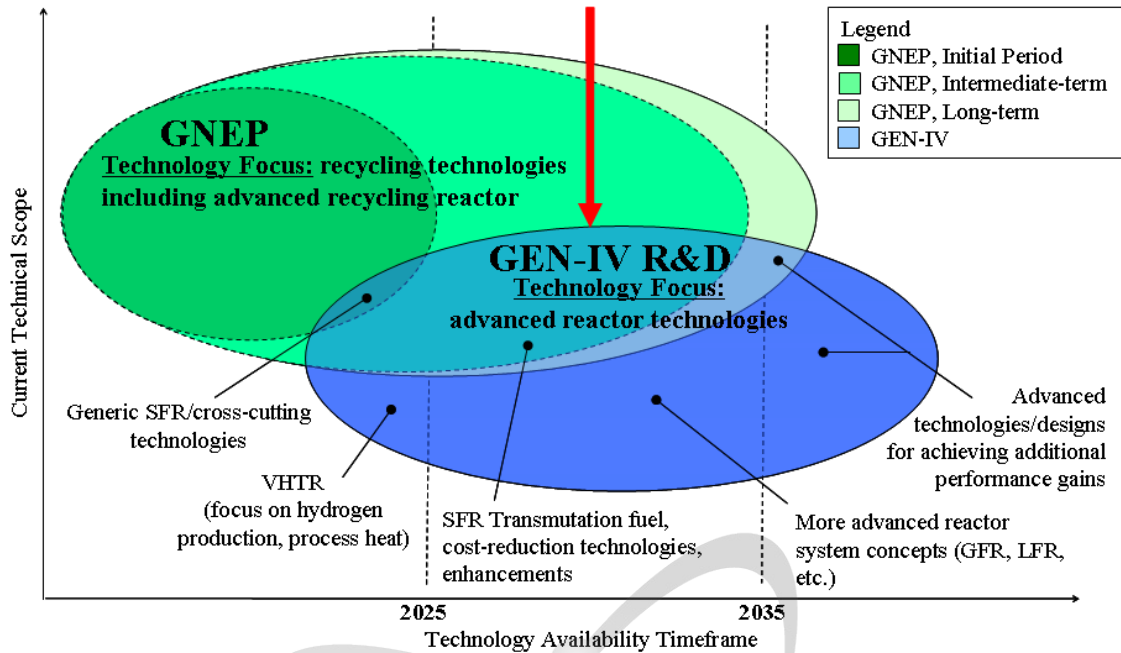 Legend
GNEP, Initial Period
GNEP, Intermediate-term
GNEP, Long-term
GEN-IV
GNEP
Technology Focus: recycling technologies
including advanced recycling reactor
GEN-IV R&D
Technology Focus:
advanced reactor technologies
Current Technical Scope
Generic SFR/cross-cutting
technologies
VHTR
(focus on hydrogen
production, process heat)
SFR Transmutation fuel,
cost-reduction technologies,
enhancements
More advanced reactor
system concepts (GFR, LFR,
etc.)
Advanced
technologies/designs
for achieving additional
performance gains
2025
2035
Technology Availability Timeframe